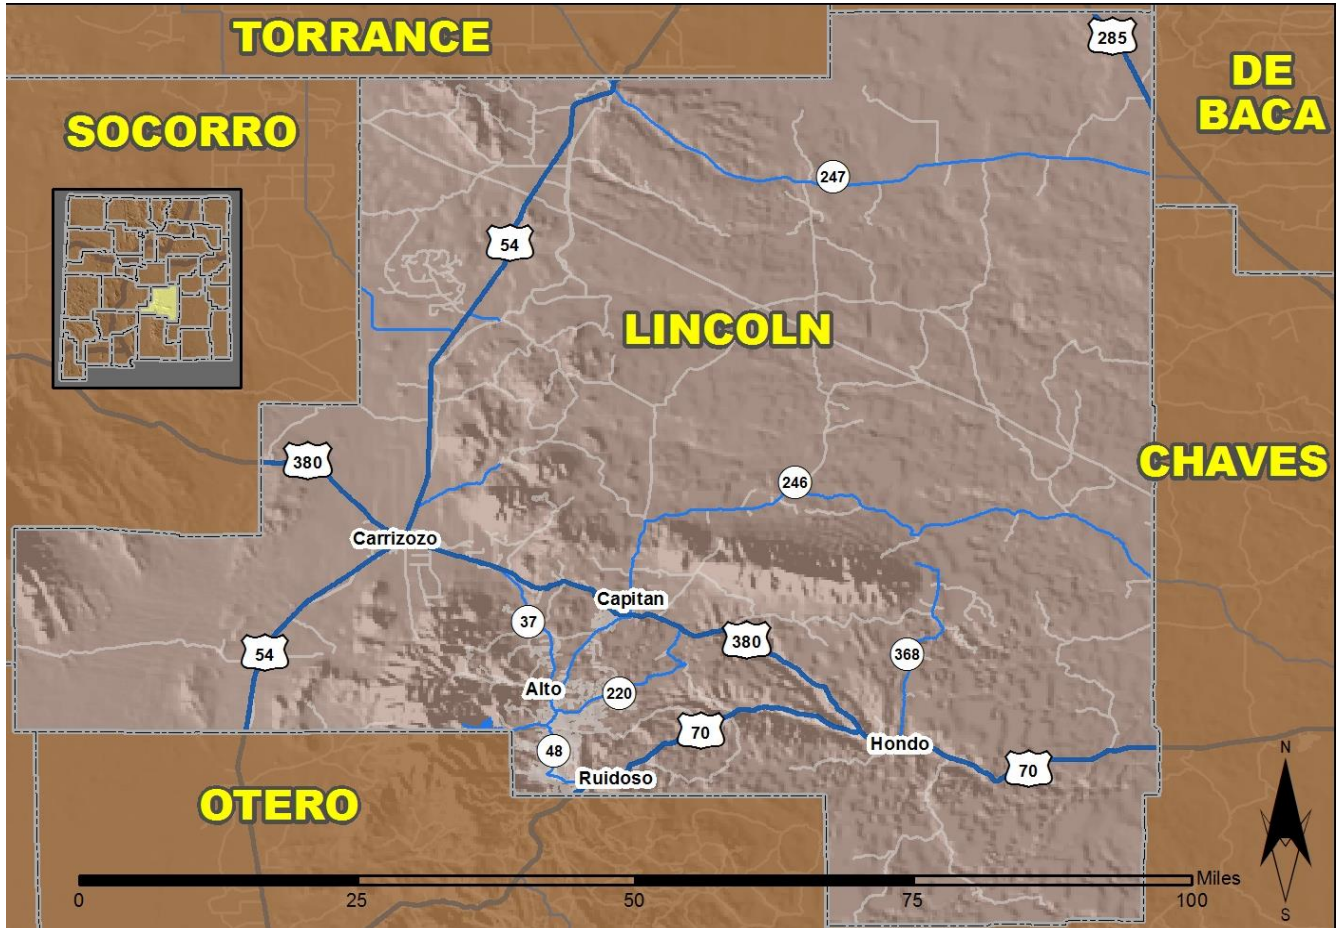 TORRANCE
285
DE
BACA
SOCORRO
247
54
LINCOLN
380
CHAVES
246
Carrizozo
Capitan
37
380
54
368
Alto
220
70
Hondo
48
70
Ruidoso
N
OTERO
Miles
0
25
50
75
100
S